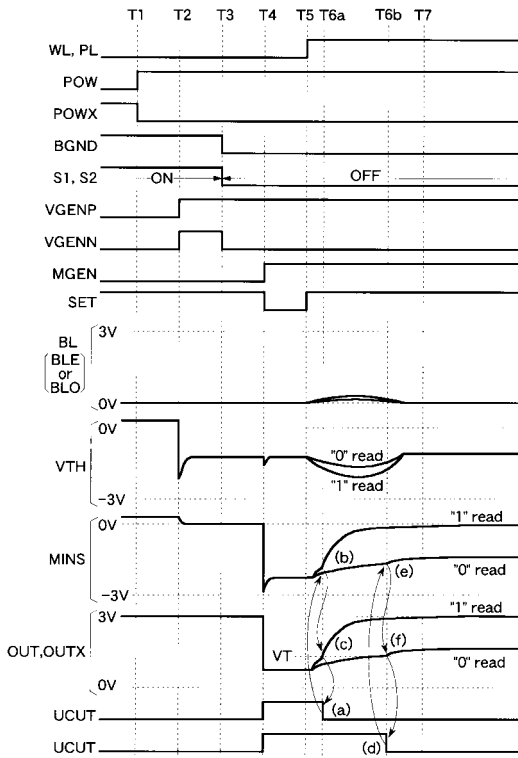 T1 T2 T3 T4 T5 T6a T6b T7
WL, PL
POW
POWX
BGND
S1, S2 ON OFF
VGENP
VGENN
MGEN
SET
3V
BL
BLE
or
BLO
0V
0V
VTH
"0" read
"1" read
−3V
0V
"1" read
MINS
(b)
(e)
"0" read
−3V
3V
"1" read
OUT,OUTX
VT
(c)
(f)
"0" read
0V
UCUT (a)
UCUT (d)